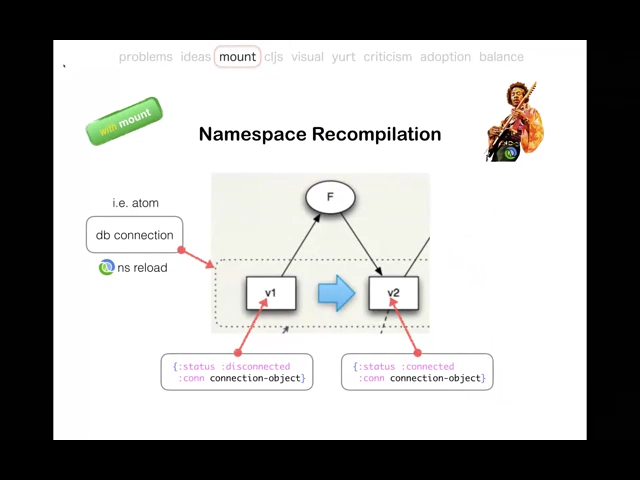 problems ideas mount cljs visual yurt criticism adoption balance
with mount
Namespace Recompilation
F
i.e. atom
db connection
ns reload
v1
v2
{:status :disconnected
:conn connection-object}
{:status :connected
:conn connection-object}